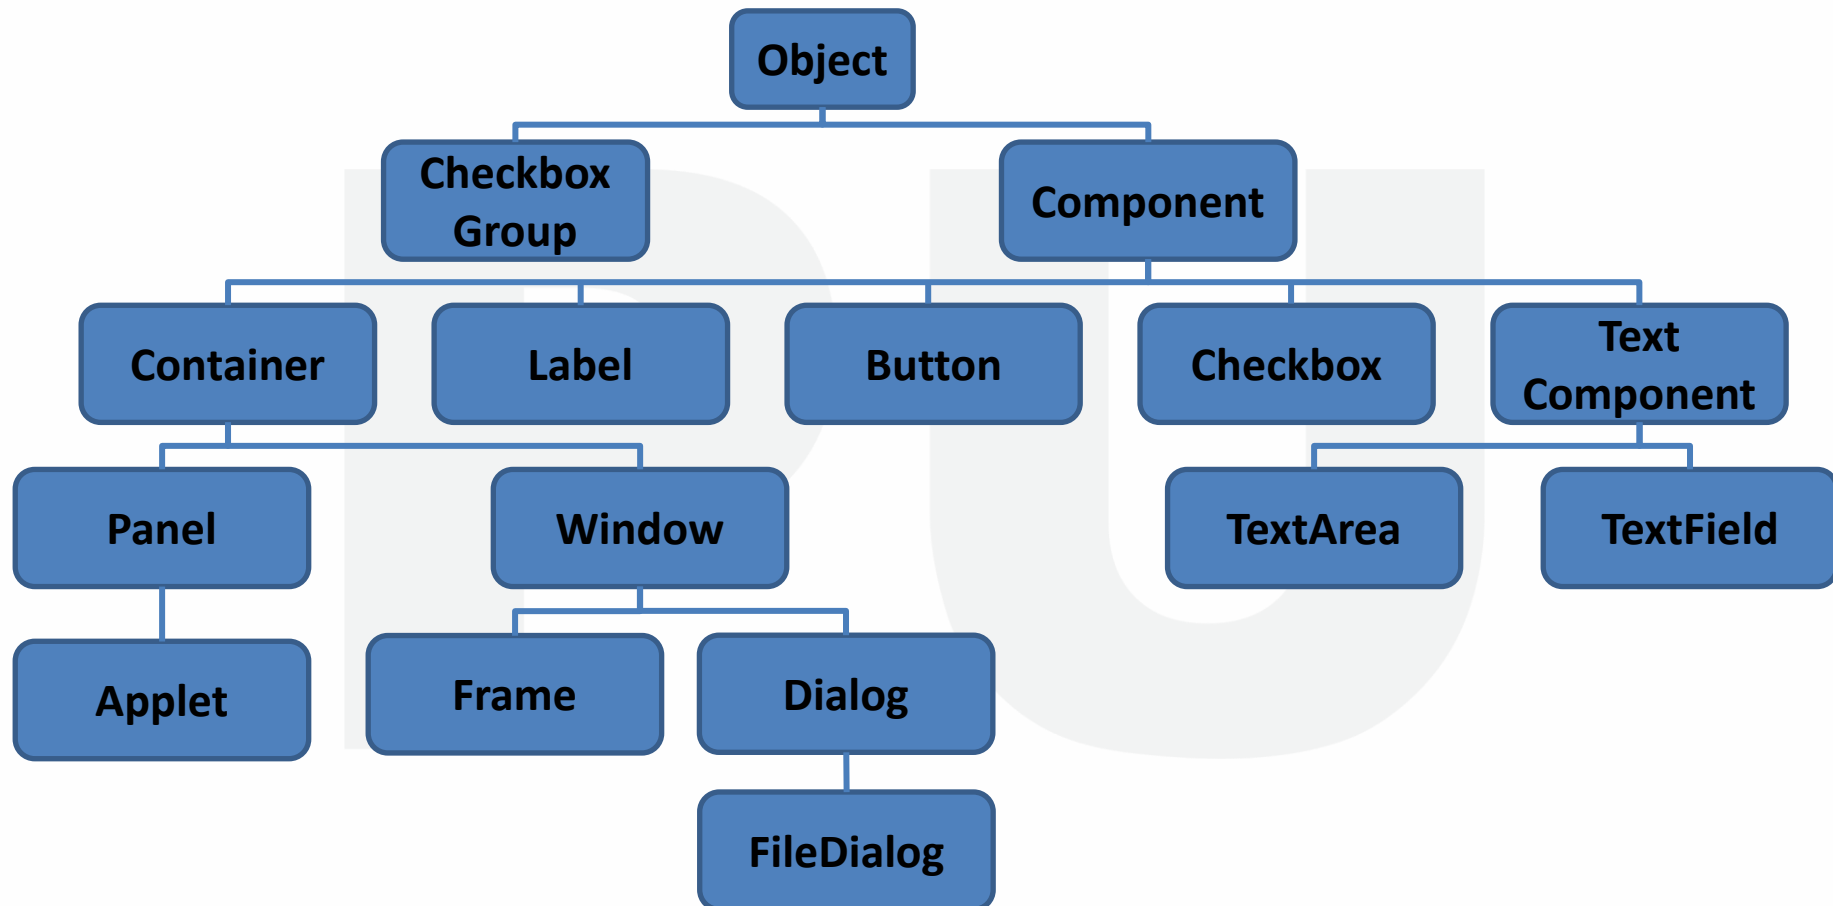 Object
Checkbox
Group
Component
Container
Label
Button
Checkbox
Text
Component
Panel
Window
TextArea
TextField
Applet
Frame
Dialog
FileDialog